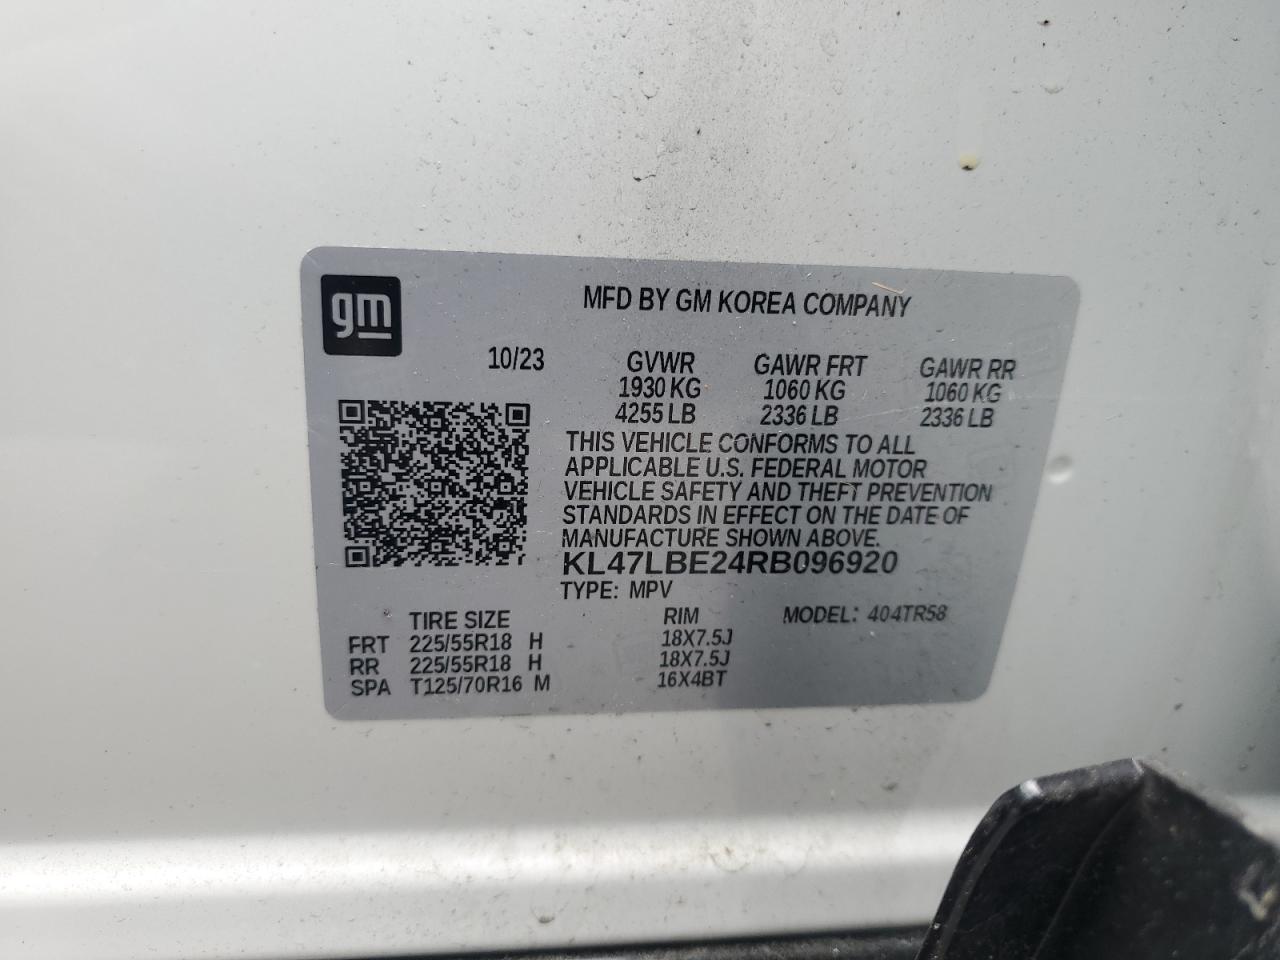 gm
MFD BY GM KOREA COMPANY
10/23 GVWR GAWR FRT GAWR RR
1930 KG 1060 KG 1060 KG
4255 LB 2336 LB 2336 LB
THIS VEHICLE CONFORMS TO ALL
APPLICABLE U.S. FEDERAL MOTOR
VEHICLE SAFETY AND THEFT PREVENTION
STANDARDS IN EFFECT ON THE DATE OF
MANUFACTURE SHOWN ABOVE.
KL47LBE24RB096920
TYPE: MPV
TIRE SIZE RIM MODEL: 404TR58
FRT 225/55R18 H 18X7.5J
RR 225/55R18 H 18X7.5J
SPA T125/70R16 M 16X4BT